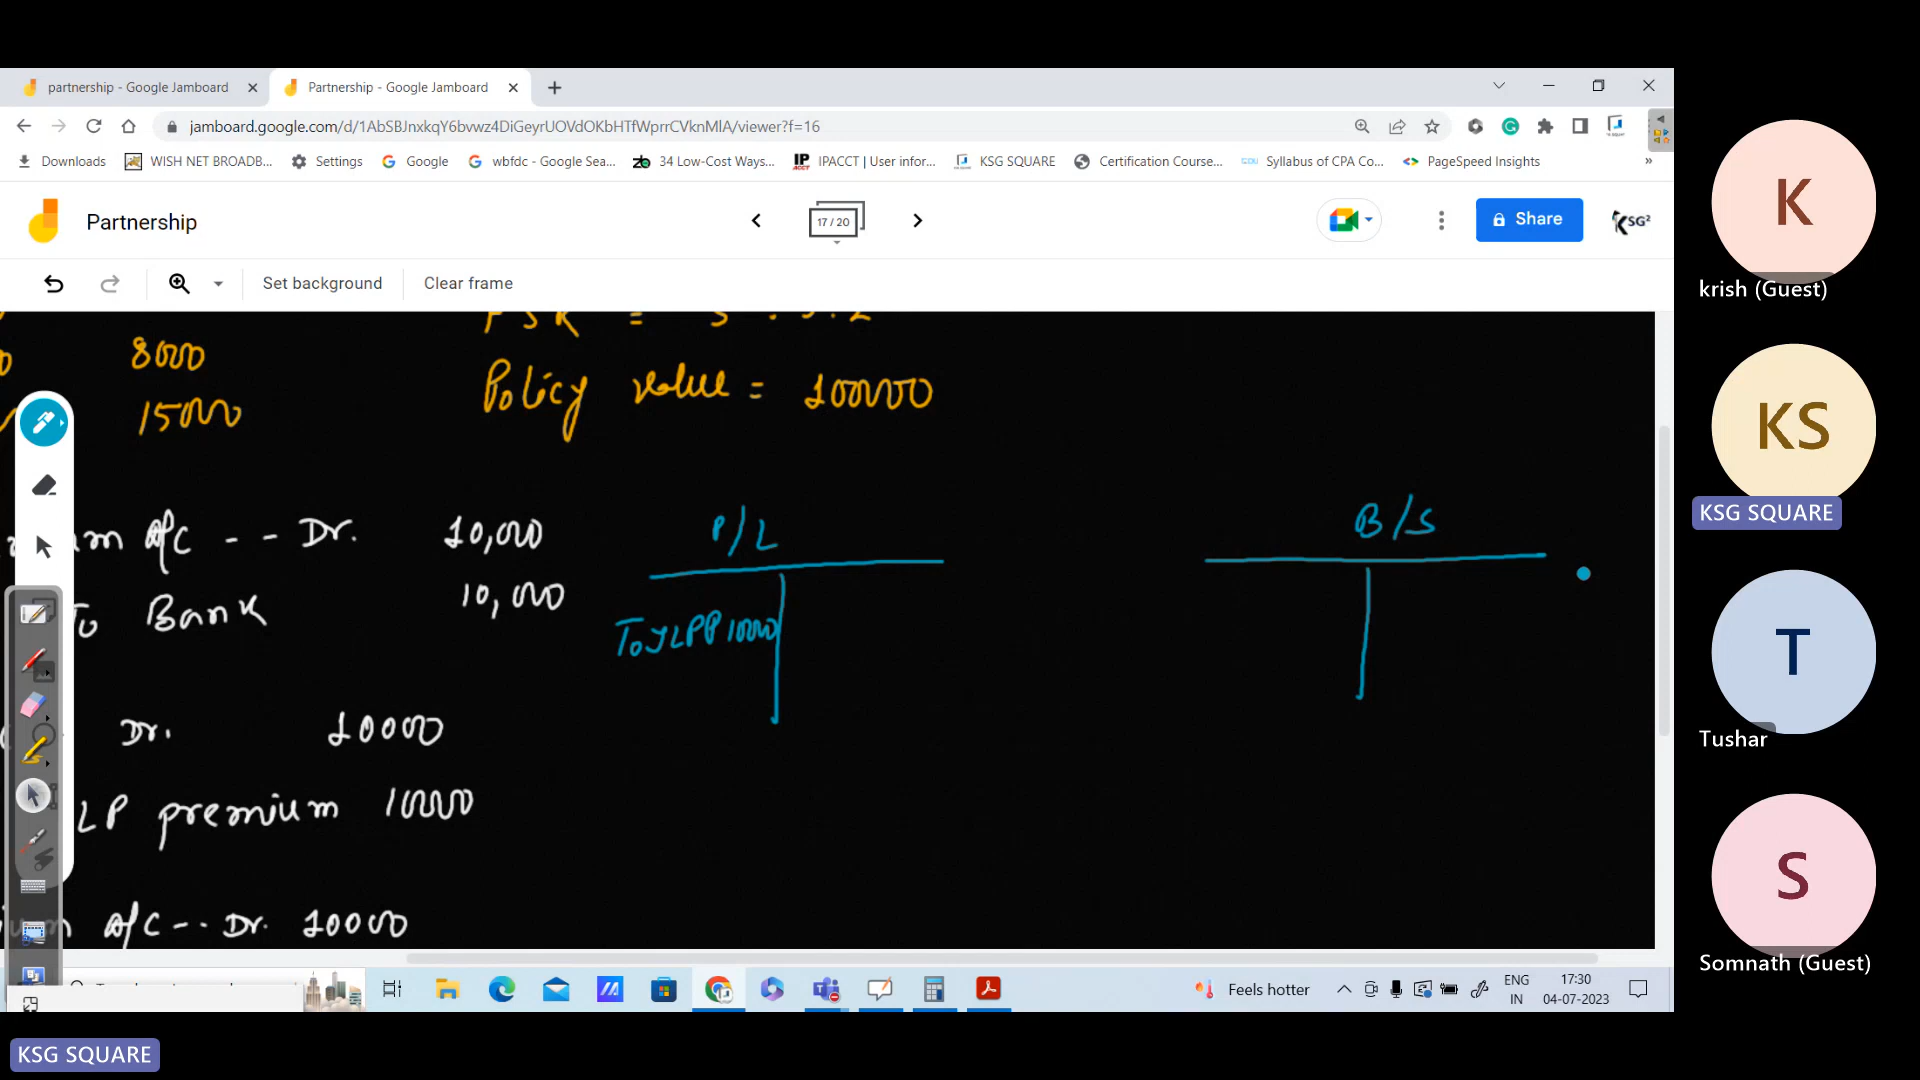 partnership - Google Jamboard
Partnership - Google Jamboard
jamboard.google.com/d/1AbSBJnxkqY6bvwz4DiGeyrUOVdOKbHTfWprrCVknMlA/viewer?f=16
Downloads WISH NET BROADB... Settings Google wbfdc - Google Sea... 34 Low-Cost Ways... IPACCT | User infor... KSG SQUARE Certification Course... Syllabus of CPA Co... PageSpeed Insights »
Partnership
17 / 20
Share
KSG²
Set background
Clear frame
8000
15000
Policy value = 100000
A/C -- Dr. 10,000
To Bank 10,000
Dr. 10000
LP premium 10000
A/C -- Dr. 10000
P/L
To JLPP 10000
B/S
Feels hotter
ENG
IN
17:30
04-07-2023
K
krish (Guest)
KS
KSG SQUARE
T
Tushar
S
Somnath (Guest)
KSG SQUARE